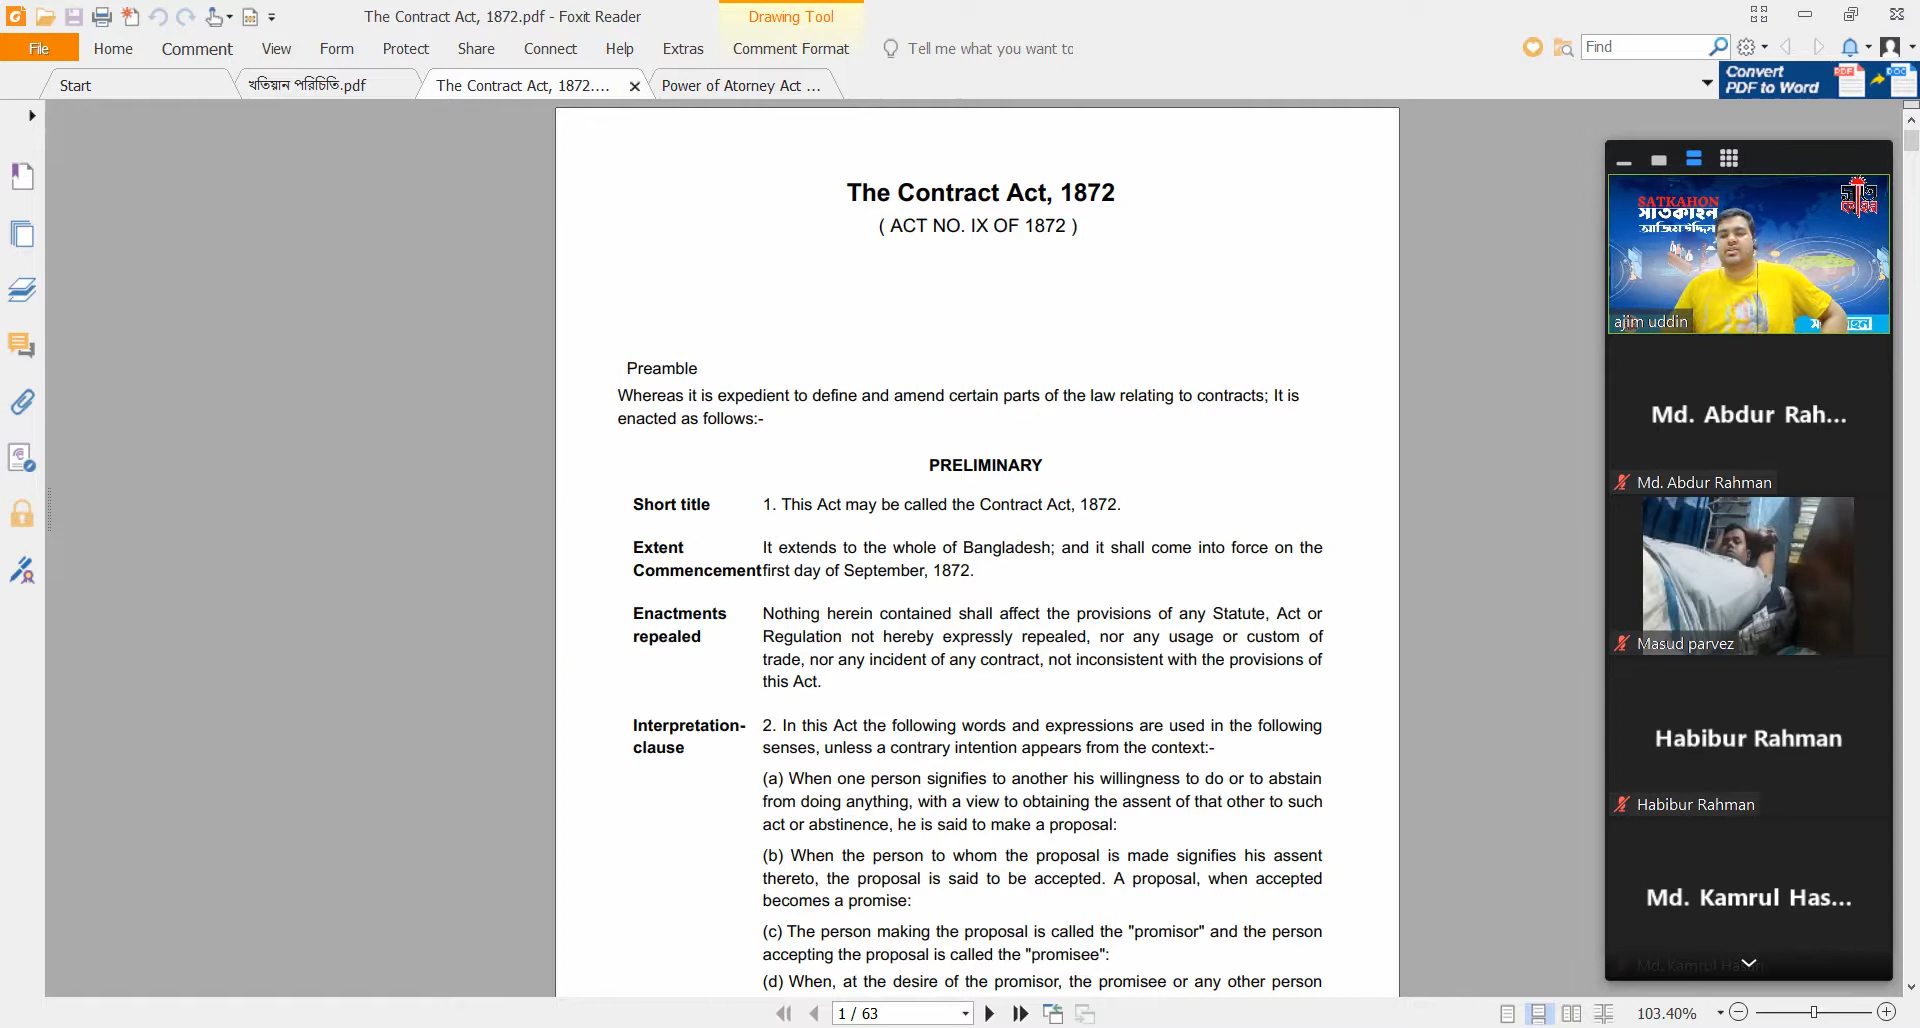 The Contract Act, 1872.pdf - Foxit Reader
Drawing Tool
File Home Comment View Form Protect Share Connect Help Extras Comment Format Tell me what you want to
Find
Start
খতিয়ান পরিচিতি.pdf
The Contract Act, 1872....
Power of Atorney Act ...
Convert
PDF to Word
PDF
DOC
The Contract Act, 1872
( ACT NO. IX OF 1872 )
Preamble
Whereas it is expedient to define and amend certain parts of the law relating to contracts; It is
enacted as follows:-
PRELIMINARY
Short title 1. This Act may be called the Contract Act, 1872.
Extent It extends to the whole of Bangladesh; and it shall come into force on the
Commencement first day of September, 1872.
Enactments Nothing herein contained shall affect the provisions of any Statute, Act or
repealed Regulation not hereby expressly repealed, nor any usage or custom of
trade, nor any incident of any contract, not inconsistent with the provisions of
this Act.
Interpretation- 2. In this Act the following words and expressions are used in the following
clause senses, unless a contrary intention appears from the context:-
(a) When one person signifies to another his willingness to do or to abstain
from doing anything, with a view to obtaining the assent of that other to such
act or abstinence, he is said to make a proposal:
(b) When the person to whom the proposal is made signifies his assent
thereto, the proposal is said to be accepted. A proposal, when accepted
becomes a promise:
(c) The person making the proposal is called the "promisor" and the person
accepting the proposal is called the "promisee":
(d) When, at the desire of the promisor, the promisee or any other person
SATKAHON
সাতকাহন
আজিম উদ্দিন
ajim uddin
Md. Abdur Rah...
Md. Abdur Rahman
Masud parvez
Habibur Rahman
Habibur Rahman
Md. Kamrul Has...
Md. Kamrul Hasan
1 / 63
103.40%